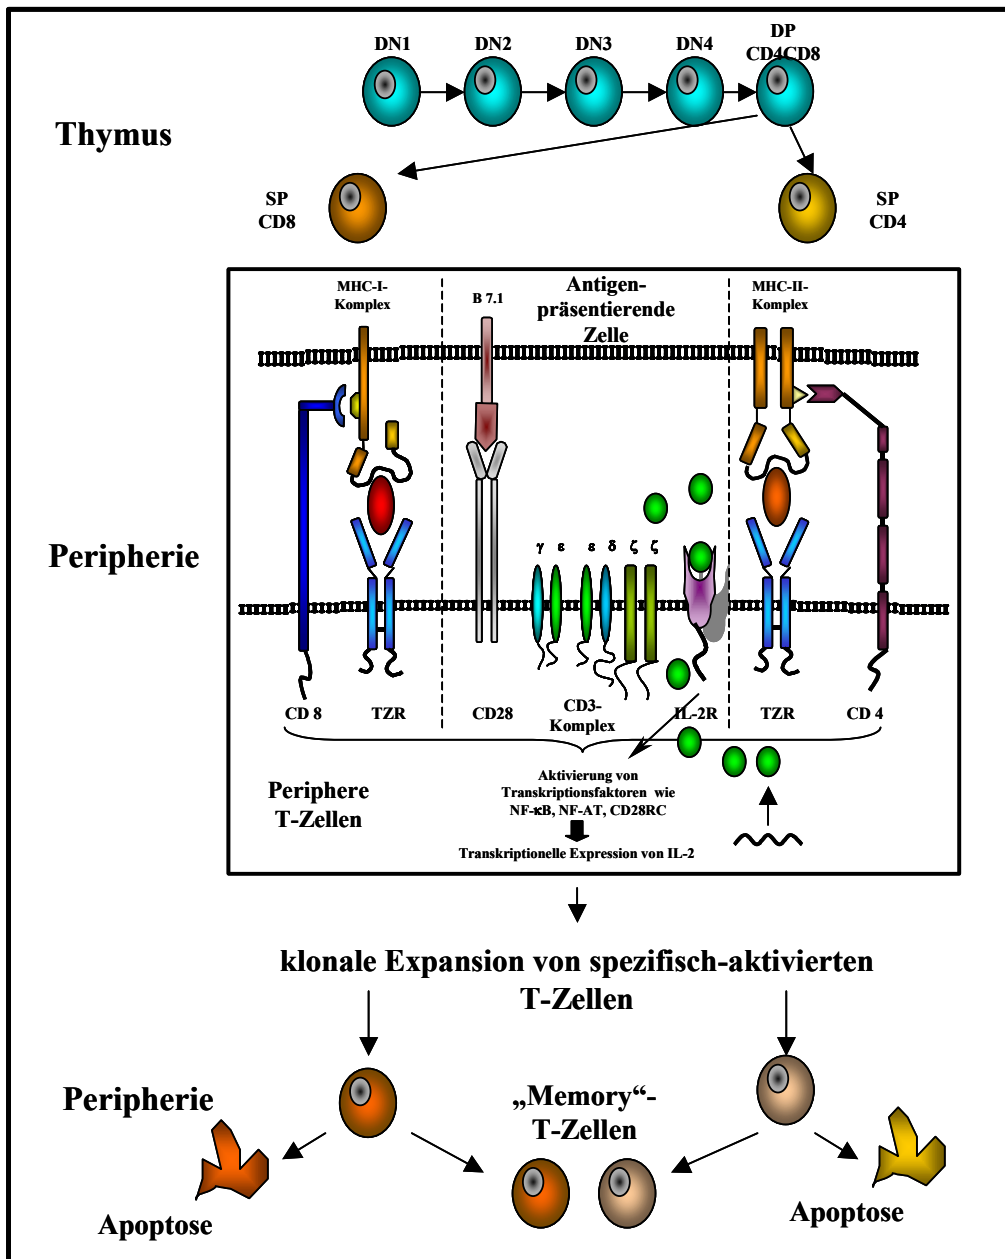 DN1
DN2
DN3
DN4
DP
CD4CD8
Thymus
SP
CD8
SP
CD4
MHC-I-
Komplex
B 7.1
Antigen-
präsentierende
Zelle
MHC-II-
Komplex
Peripherie
γ
ε
ε
δ
ζ
ζ
CD 8
TZR
CD28
CD3-
Komplex
IL-2R
TZR
CD 4
Periphere
T-Zellen
Aktivierung von
Transkriptionsfaktoren wie
NF-κB, NF-AT, CD28RC
Transkriptionelle Expression von IL-2
klonale Expansion von spezifisch-aktivierten
T-Zellen
Peripherie
„Memory“-
T-Zellen
Apoptose
Apoptose